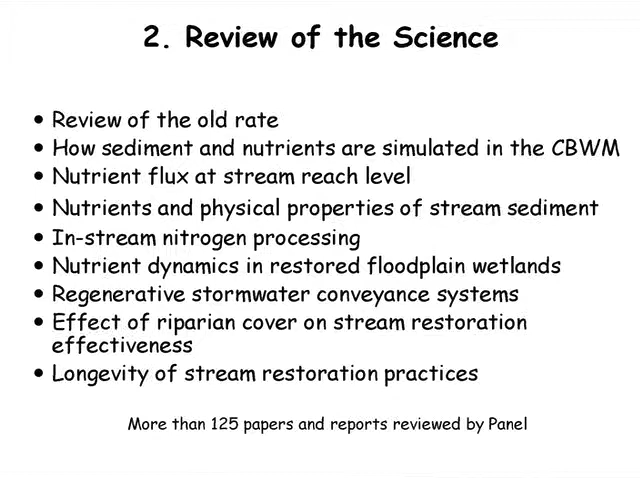 2. Review of the Science
• Review of the old rate
• How sediment and nutrients are simulated in the CBWM
• Nutrient flux at stream reach level
• Nutrients and physical properties of stream sediment
• In-stream nitrogen processing
• Nutrient dynamics in restored floodplain wetlands
• Regenerative stormwater conveyance systems
• Effect of riparian cover on stream restoration
effectiveness
• Longevity of stream restoration practices
More than 125 papers and reports reviewed by Panel